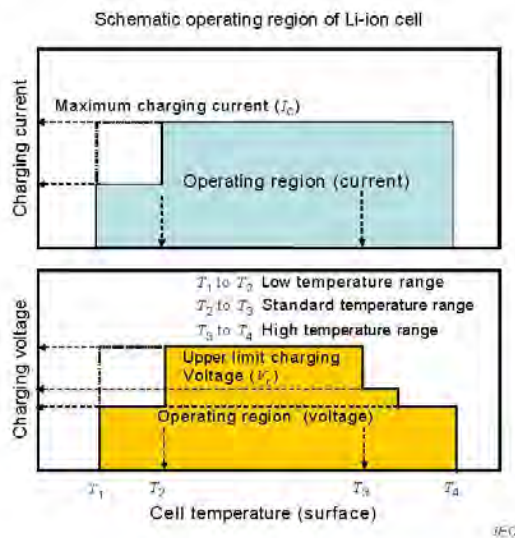 Schematic operating region of Li-ion cell
Charging current
Maximum charging current (I_c)
Operating region (current)
Charging voltage
T₁ to T₂ Low temperature range
T₂ to T₃ Standard temperature range
T₃ to T₄ High temperature range
Upper limit charging
Voltage (V_c)
Operating region (voltage)
T₁ T₂ T₃ T₄
Cell temperature (surface)
IEC